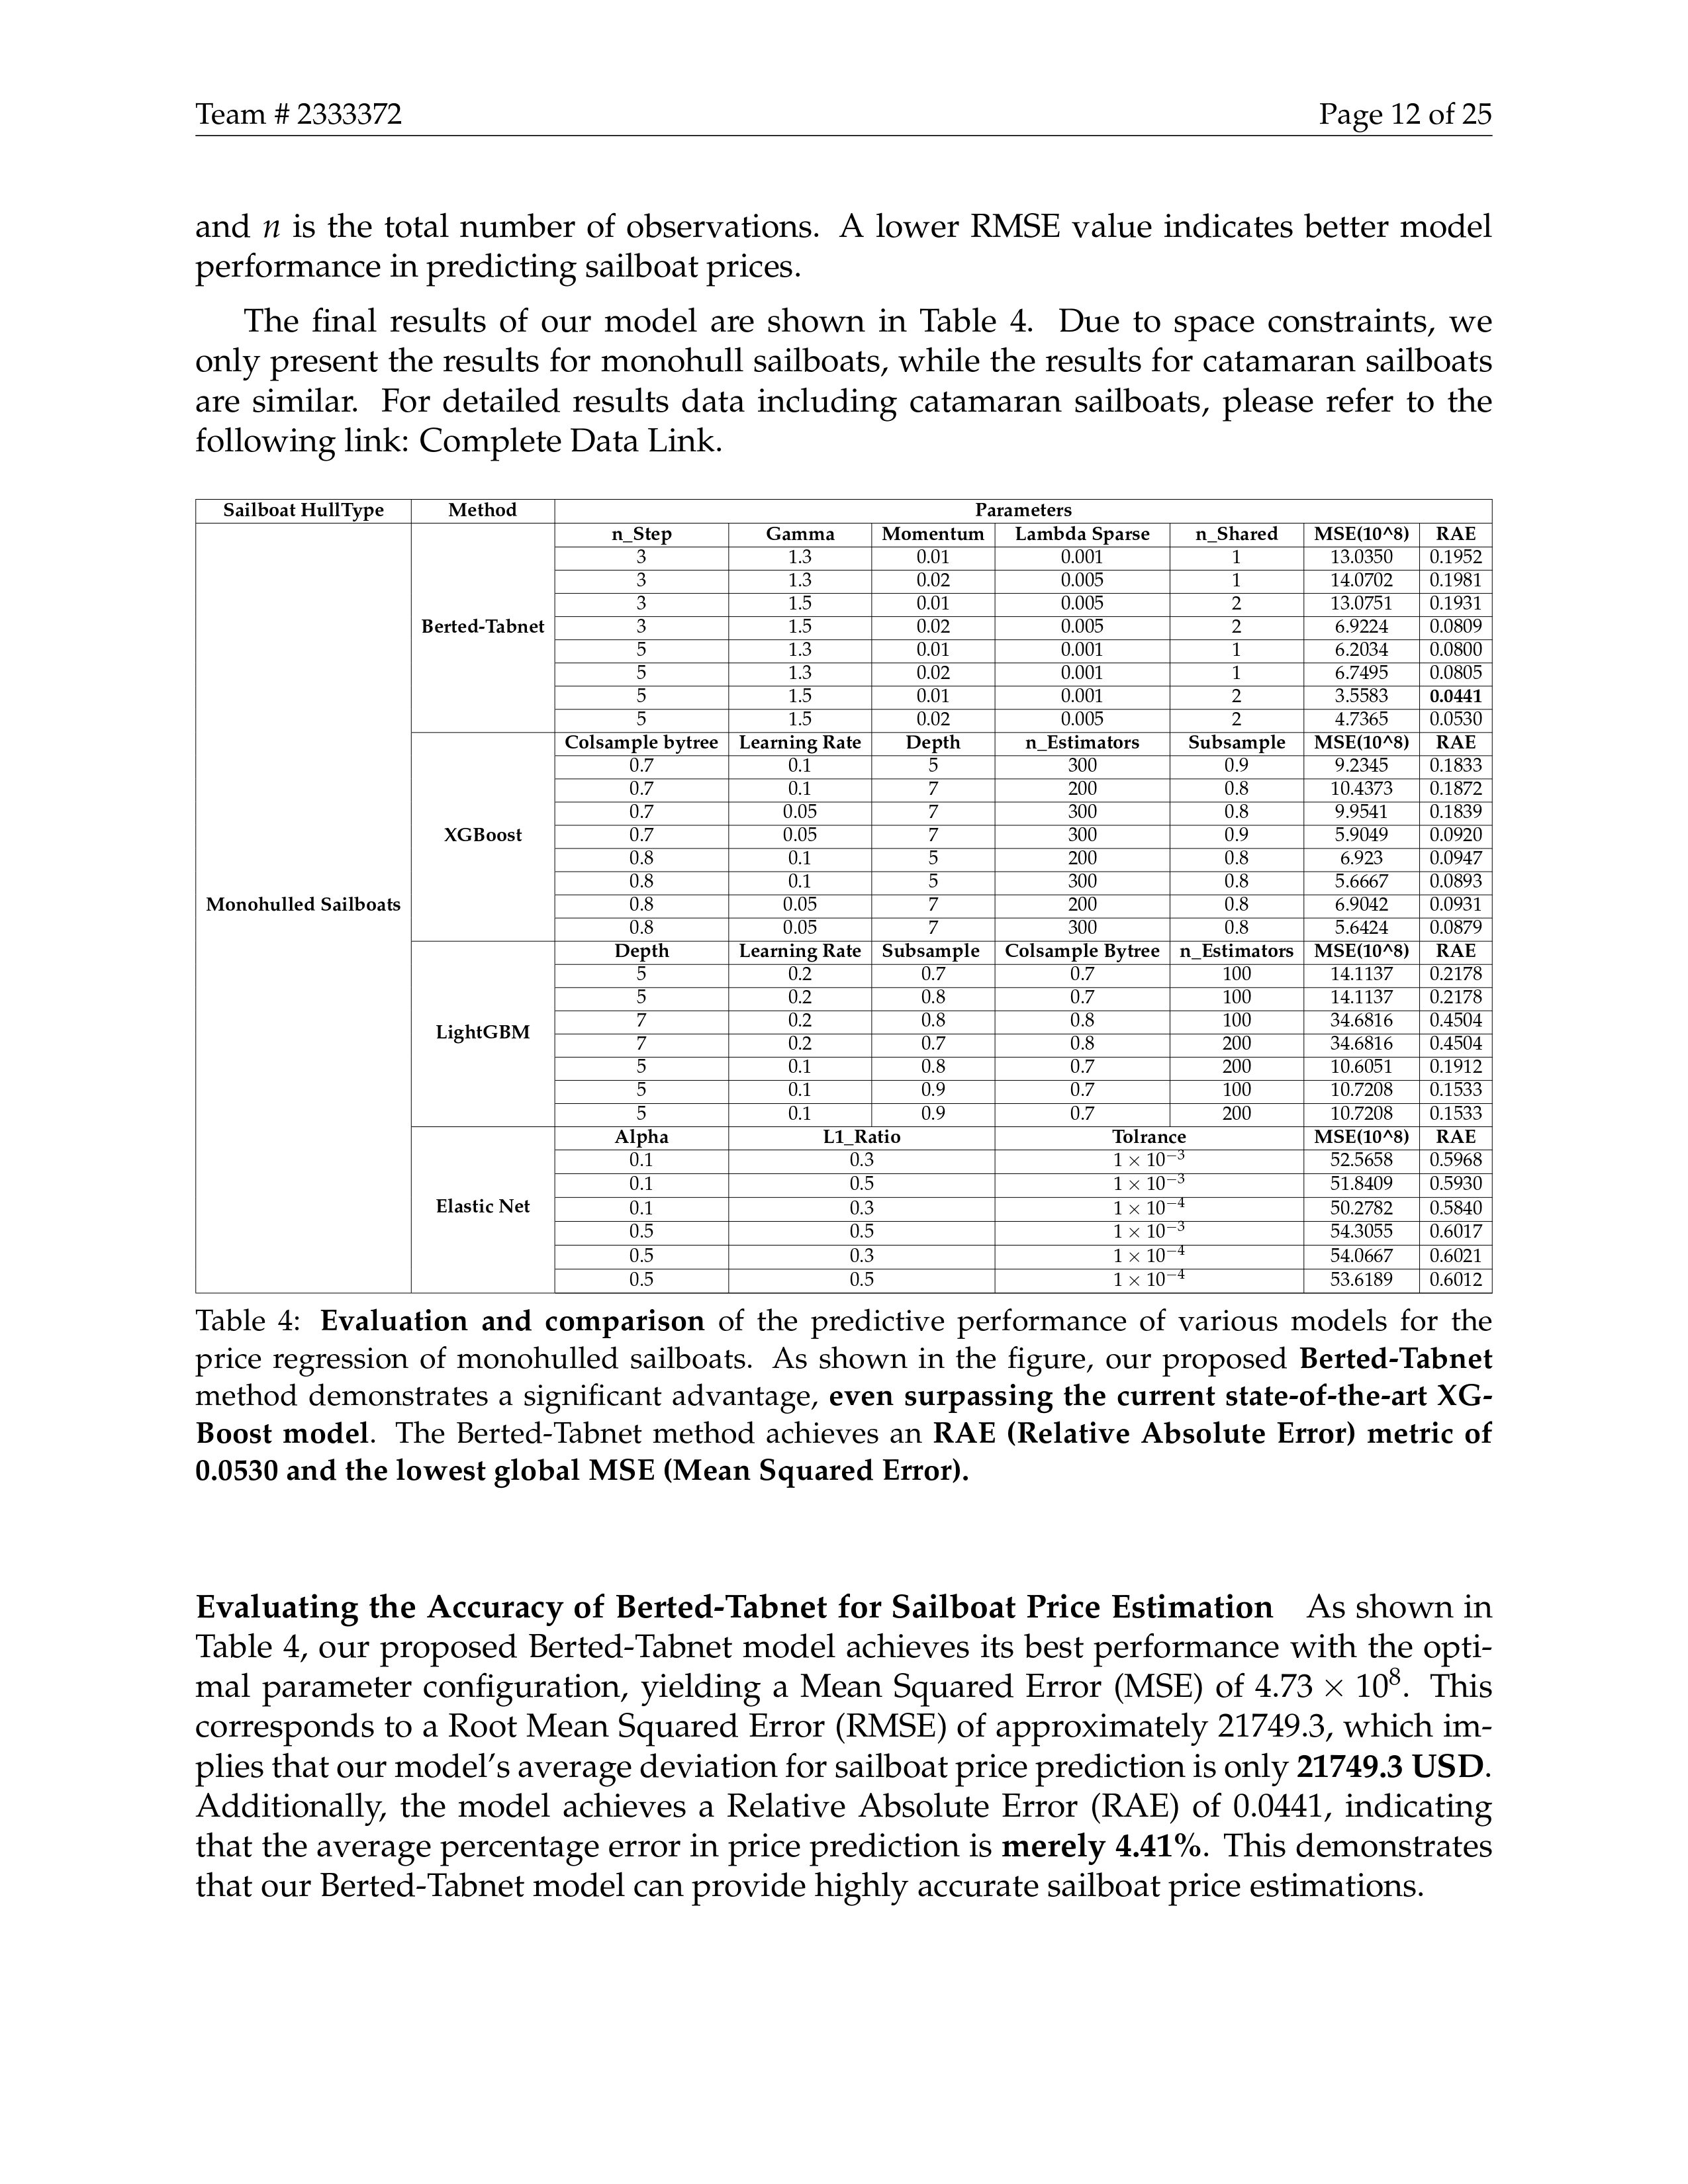 Team # 2333372 Page 12 of 25
and n is the total number of observations. A lower RMSE value indicates better model
performance in predicting sailboat prices.
The final results of our model are shown in Table 4. Due to space constraints, we
only present the results for monohull sailboats, while the results for catamaran sailboats
are similar. For detailed results data including catamaran sailboats, please refer to the
following link: Complete Data Link.
Sailboat HullType Method Parameters
Monohulled Sailboats
Berted-Tabnet
n_Step Gamma Momentum Lambda Sparse n_Shared MSE(10^8) RAE
3 1.3 0.01 0.001 1 13.0350 0.1952
3 1.3 0.02 0.005 1 14.0702 0.1981
3 1.5 0.01 0.005 2 13.0751 0.1931
3 1.5 0.02 0.005 2 6.9224 0.0809
5 1.3 0.01 0.001 1 6.2034 0.0800
5 1.3 0.02 0.001 1 6.7495 0.0805
5 1.5 0.01 0.001 2 3.5583 0.0441
5 1.5 0.02 0.005 2 4.7365 0.0530
XGBoost
Colsample bytree Learning Rate Depth n_Estimators Subsample MSE(10^8) RAE
0.7 0.1 5 300 0.9 9.2345 0.1833
0.7 0.1 7 200 0.8 10.4373 0.1872
0.7 0.05 7 300 0.8 9.9541 0.1839
0.7 0.05 7 300 0.9 5.9049 0.0920
0.8 0.1 5 200 0.8 6.923 0.0947
0.8 0.1 5 300 0.8 5.6667 0.0893
0.8 0.05 7 200 0.8 6.9042 0.0931
0.8 0.05 7 300 0.8 5.6424 0.0879
LightGBM
Depth Learning Rate Subsample Colsample Bytree n_Estimators MSE(10^8) RAE
5 0.2 0.7 0.7 100 14.1137 0.2178
5 0.2 0.8 0.7 100 14.1137 0.2178
7 0.2 0.8 0.8 100 34.6816 0.4504
7 0.2 0.7 0.8 200 34.6816 0.4504
5 0.1 0.8 0.7 200 10.6051 0.1912
5 0.1 0.9 0.7 100 10.7208 0.1533
5 0.1 0.9 0.7 200 10.7208 0.1533
Elastic Net
Alpha L1_Ratio Tolrance MSE(10^8) RAE
0.1 0.3 1 × 10⁻³ 52.5658 0.5968
0.1 0.5 1 × 10⁻³ 51.8409 0.5930
0.1 0.3 1 × 10⁻⁴ 50.2782 0.5840
0.5 0.5 1 × 10⁻³ 54.3055 0.6017
0.5 0.3 1 × 10⁻⁴ 54.0667 0.6021
0.5 0.5 1 × 10⁻⁴ 53.6189 0.6012
Table 4: Evaluation and comparison of the predictive performance of various models for the
price regression of monohulled sailboats. As shown in the figure, our proposed Berted-Tabnet
method demonstrates a significant advantage, even surpassing the current state-of-the-art XG-
Boost model. The Berted-Tabnet method achieves an RAE (Relative Absolute Error) metric of
0.0530 and the lowest global MSE (Mean Squared Error).
Evaluating the Accuracy of Berted-Tabnet for Sailboat Price Estimation As shown in
Table 4, our proposed Berted-Tabnet model achieves its best performance with the opti-
mal parameter configuration, yielding a Mean Squared Error (MSE) of 4.73 × 10⁸. This
corresponds to a Root Mean Squared Error (RMSE) of approximately 21749.3, which im-
plies that our model's average deviation for sailboat price prediction is only 21749.3 USD.
Additionally, the model achieves a Relative Absolute Error (RAE) of 0.0441, indicating
that the average percentage error in price prediction is merely 4.41%. This demonstrates
that our Berted-Tabnet model can provide highly accurate sailboat price estimations.